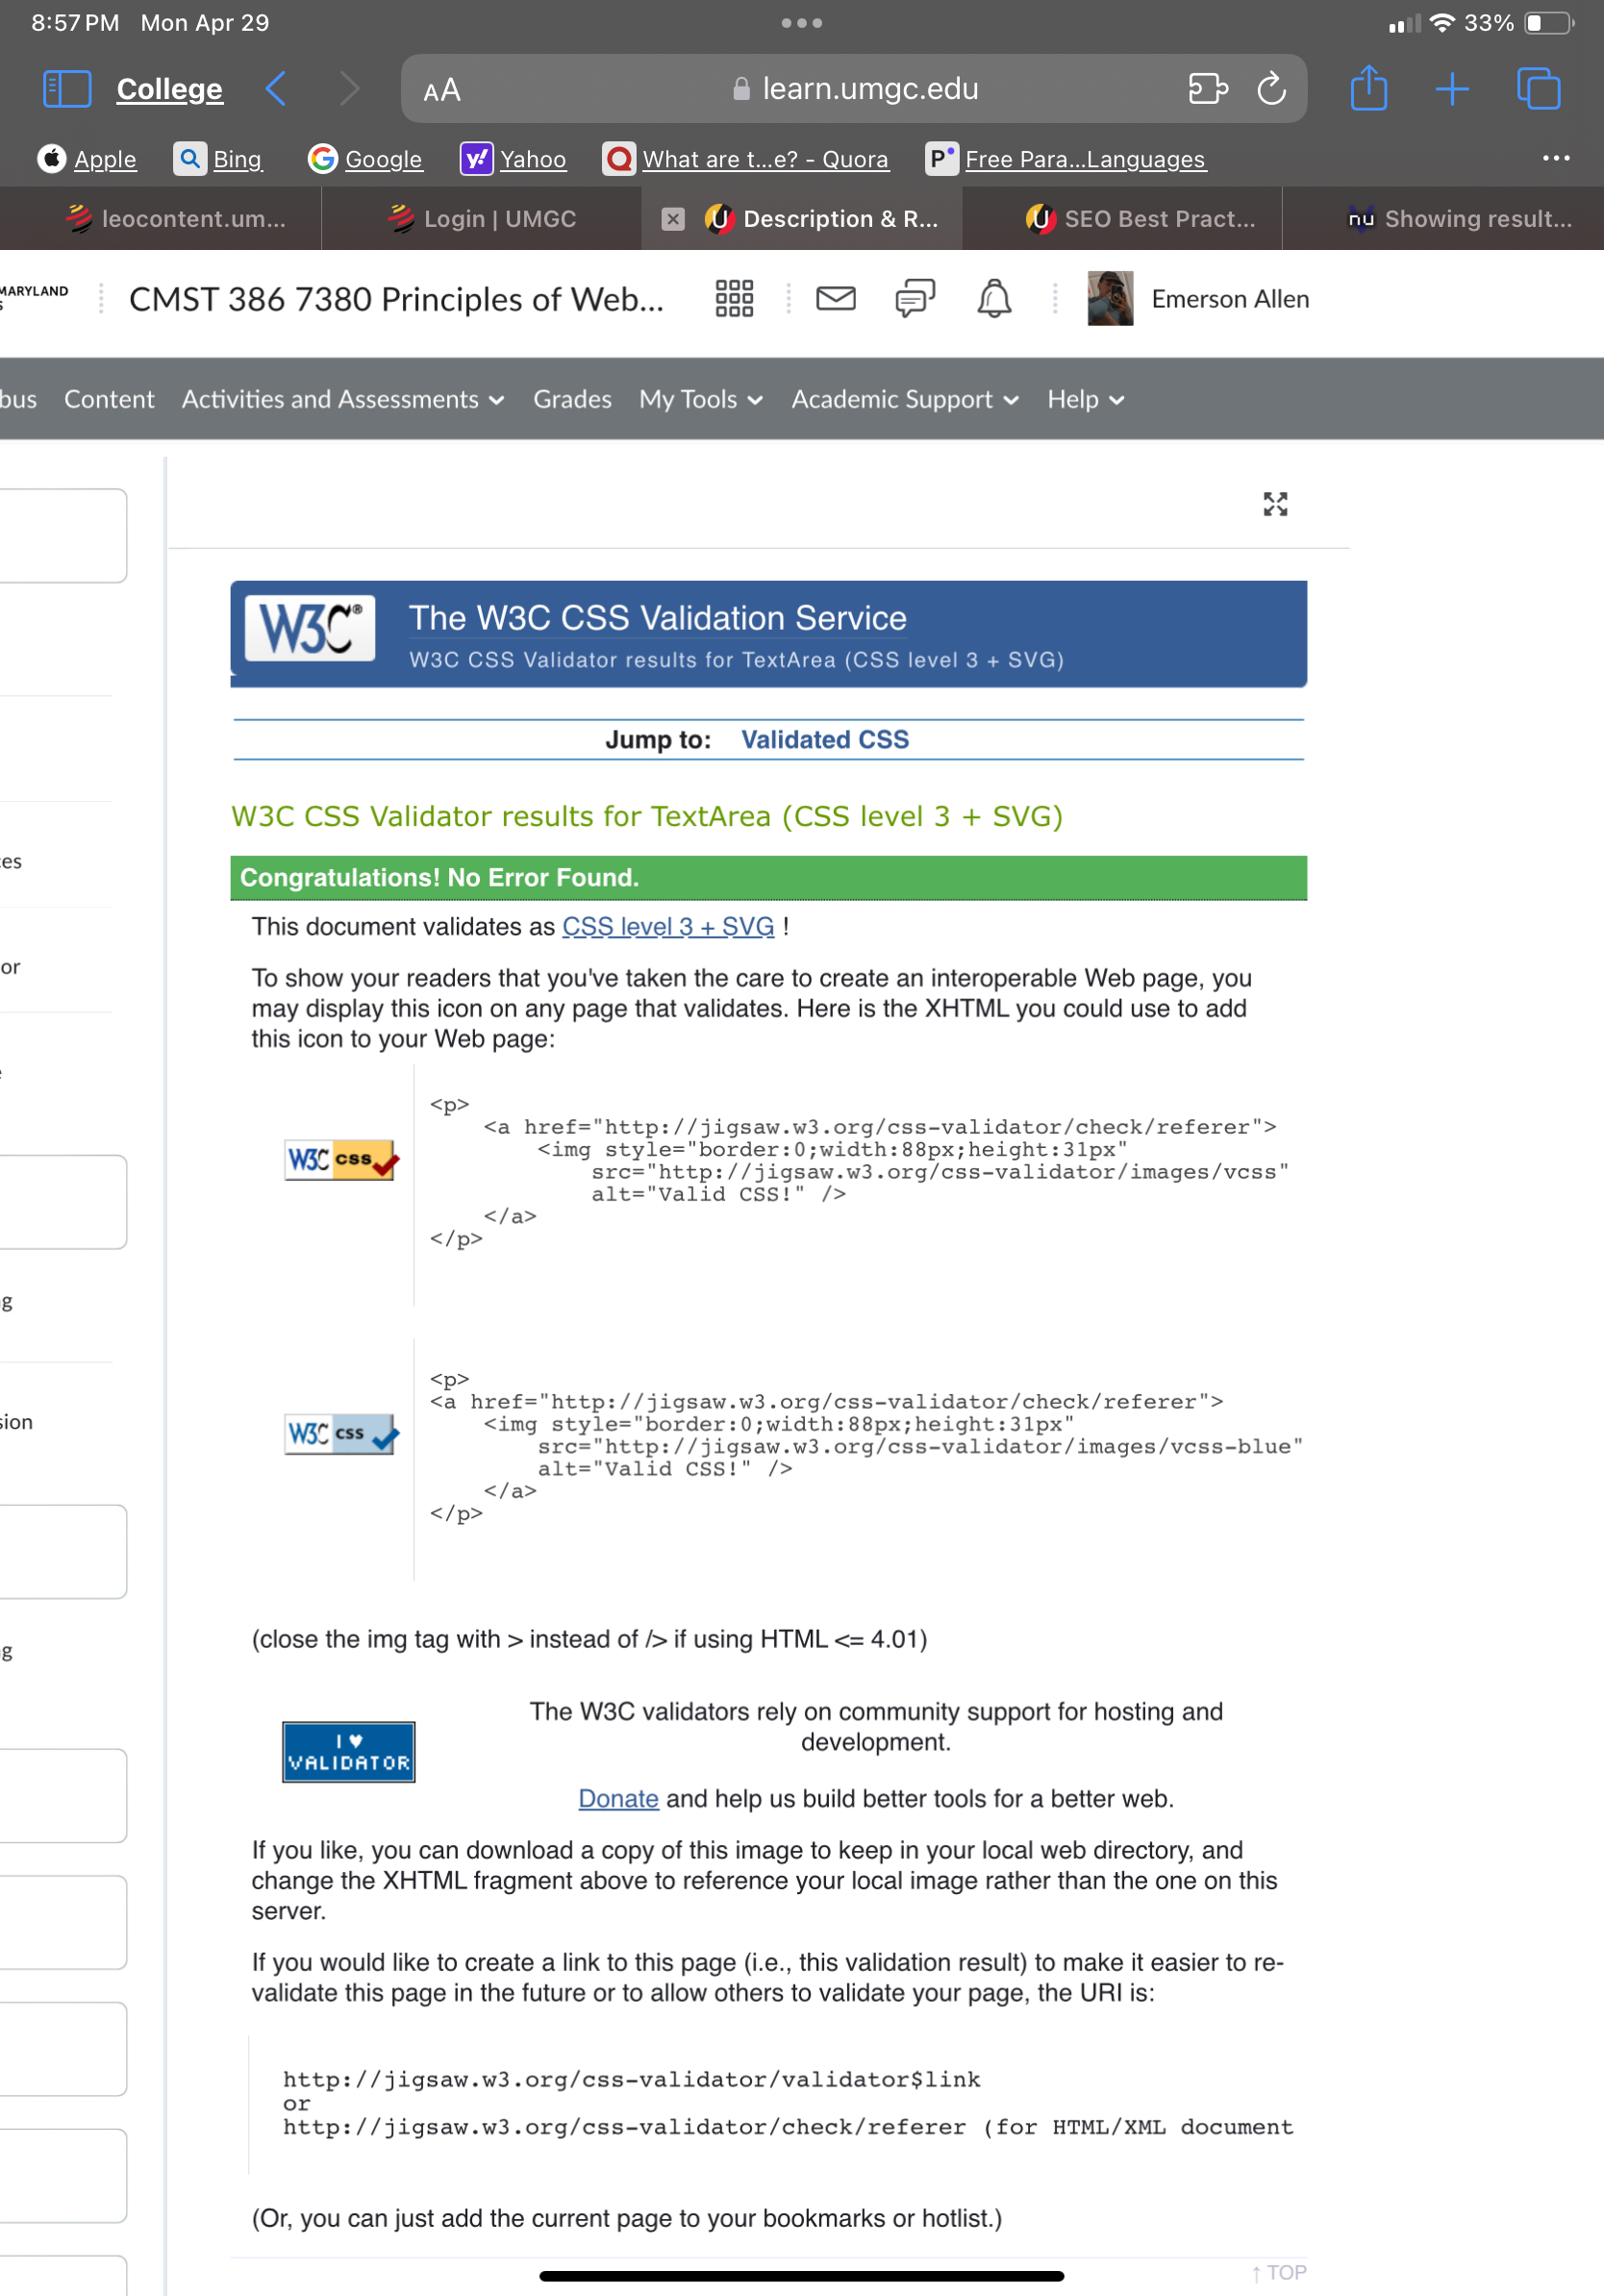 8:57 PM Mon Apr 29
33%
College
AA
learn.umgc.edu
Apple
Bing
Google
Yahoo
What are t...e? - Quora
Free Para...Languages
leocontent.um...
Login | UMGC
Description & R...
SEO Best Pract...
Showing result...
MARYLAND
CMST 386 7380 Principles of Web...
Emerson Allen
bus
Content
Activities and Assessments
Grades
My Tools
Academic Support
Help
W3C®
The W3C CSS Validation Service
W3C CSS Validator results for TextArea (CSS level 3 + SVG)
Jump to: Validated CSS
W3C CSS Validator results for TextArea (CSS level 3 + SVG)
Congratulations! No Error Found.
This document validates as CSS level 3 + SVG !
To show your readers that you've taken the care to create an interoperable Web page, you
may display this icon on any page that validates. Here is the XHTML you could use to add
this icon to your Web page:
W3C css
<p>
<a href="http://jigsaw.w3.org/css-validator/check/referer">
<img style="border:0;width:88px;height:31px"
src="http://jigsaw.w3.org/css-validator/images/vcss"
alt="Valid CSS!" />
</a>
</p>
W3C css
<p>
<a href="http://jigsaw.w3.org/css-validator/check/referer">
<img style="border:0;width:88px;height:31px"
src="http://jigsaw.w3.org/css-validator/images/vcss-blue"
alt="Valid CSS!" />
</a>
</p>
(close the img tag with > instead of /> if using HTML <= 4.01)
I ♥
VALIDATOR
The W3C validators rely on community support for hosting and
development.
Donate and help us build better tools for a better web.
If you like, you can download a copy of this image to keep in your local web directory, and
change the XHTML fragment above to reference your local image rather than the one on this
server.
If you would like to create a link to this page (i.e., this validation result) to make it easier to re-
validate this page in the future or to allow others to validate your page, the URI is:
http://jigsaw.w3.org/css-validator/validator$link
or
http://jigsaw.w3.org/css-validator/check/referer (for HTML/XML document
(Or, you can just add the current page to your bookmarks or hotlist.)
↑ TOP